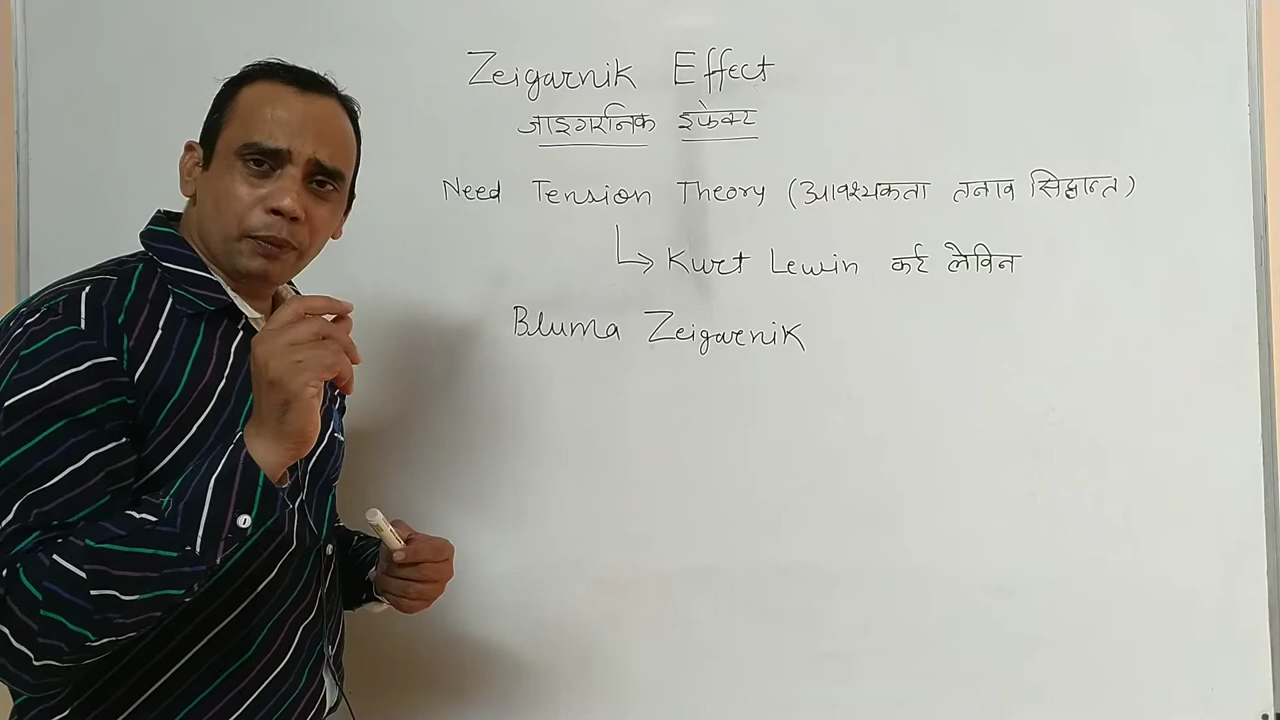 Zeigarnik Effect
जाइगरनिक इफेक्ट
Need Tension Theory (आवश्यकता तनाव सिद्धान्त)
↳ Kurt Lewin कर्ट लेविन
Bluma Zeigarnik